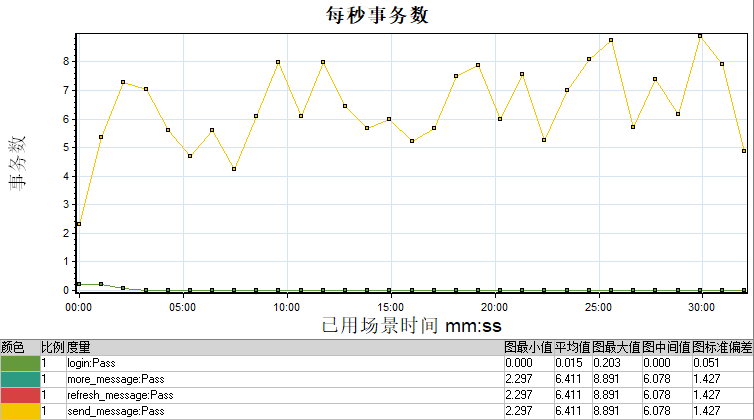 每秒事务数
事务数
8
7
6
5
4
3
2
1
0
00:00 05:00 10:00 15:00 20:00 25:00 30:00
已用场景时间 mm:ss
颜色 比例 度量 图最小值 平均值 图最大值 图中间值 图标准偏差
1 login:Pass 0.000 0.015 0.203 0.000 0.051
1 more_message:Pass 2.297 6.411 8.891 6.078 1.427
1 refresh_message:Pass 2.297 6.411 8.891 6.078 1.427
1 send_message:Pass 2.297 6.411 8.891 6.078 1.427